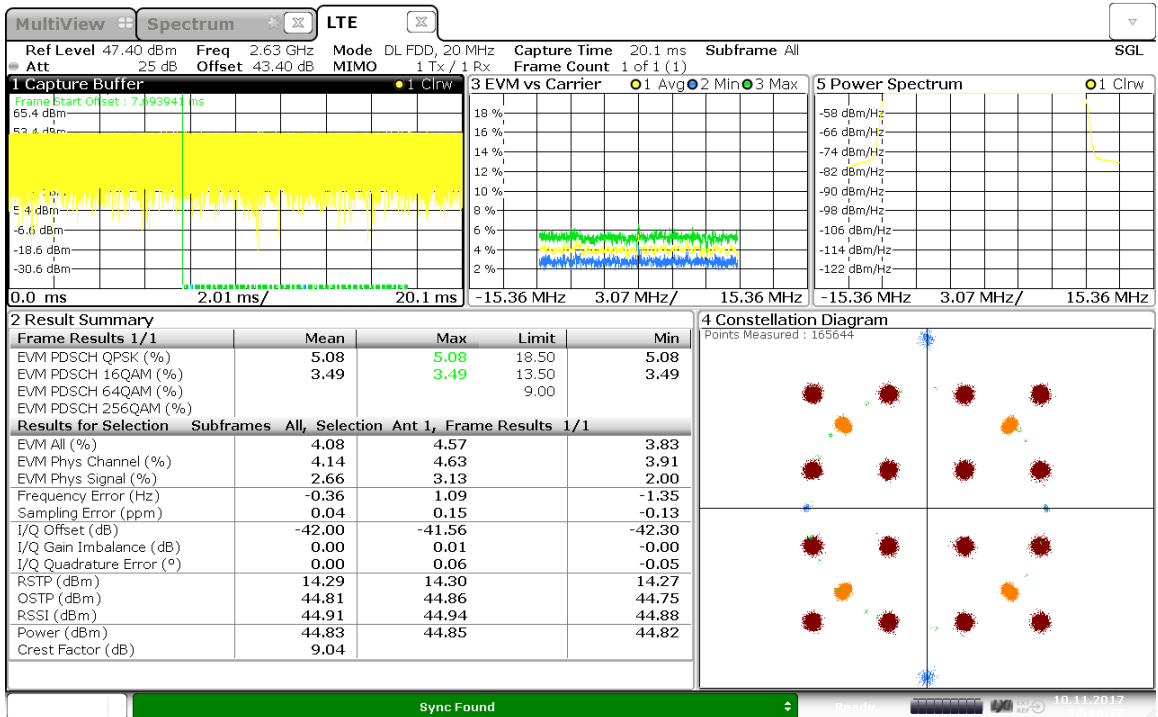 MultiView Spectrum LTE
Ref Level 47.40 dBm Freq 2.63 GHz Mode DL FDD, 20 MHz Capture Time 20.1 ms Subframe All SGL
Att 25 dB Offset 43.40 dB MIMO 1 Tx / 1 Rx Frame Count 1 of 1 (1)
1 Capture Buffer 1 Clrw
Frame Start Offset : 7.693941 ms
65.4 dBm
53.4 dBm
5.4 dBm
-6.6 dBm
-18.6 dBm
-30.6 dBm
0.0 ms 2.01 ms/ 20.1 ms
3 EVM vs Carrier 1 Avg 2 Min 3 Max
18 %
16 %
14 %
12 %
10 %
8 %
6 %
4 %
2 %
-15.36 MHz 3.07 MHz/ 15.36 MHz
5 Power Spectrum 1 Clrw
-58 dBm/Hz
-66 dBm/Hz
-74 dBm/Hz
-82 dBm/Hz
-90 dBm/Hz
-98 dBm/Hz
-106 dBm/Hz
-114 dBm/Hz
-122 dBm/Hz
-15.36 MHz 3.07 MHz/ 15.36 MHz
2 Result Summary
Frame Results 1/1 Mean Max Limit Min
EVM PDSCH QPSK (%) 5.08 5.08 18.50 5.08
EVM PDSCH 16QAM (%) 3.49 3.49 13.50 3.49
EVM PDSCH 64QAM (%) 9.00
EVM PDSCH 256QAM (%)
Results for Selection Subframes All, Selection Ant 1, Frame Results 1/1
EVM All (%) 4.08 4.57 3.83
EVM Phys Channel (%) 4.14 4.63 3.91
EVM Phys Signal (%) 2.66 3.13 2.00
Frequency Error (Hz) -0.36 1.09 -1.35
Sampling Error (ppm) 0.04 0.15 -0.13
I/Q Offset (dB) -42.00 -41.56 -42.30
I/Q Gain Imbalance (dB) 0.00 0.01 -0.00
I/Q Quadrature Error (°) 0.00 0.06 -0.05
RSTP (dBm) 14.29 14.30 14.27
OSTP (dBm) 44.81 44.86 44.75
RSSI (dBm) 44.91 44.94 44.88
Power (dBm) 44.83 44.85 44.82
Crest Factor (dB) 9.04
4 Constellation Diagram
Points Measured : 165644
Sync Found
Ready
10.11.2017